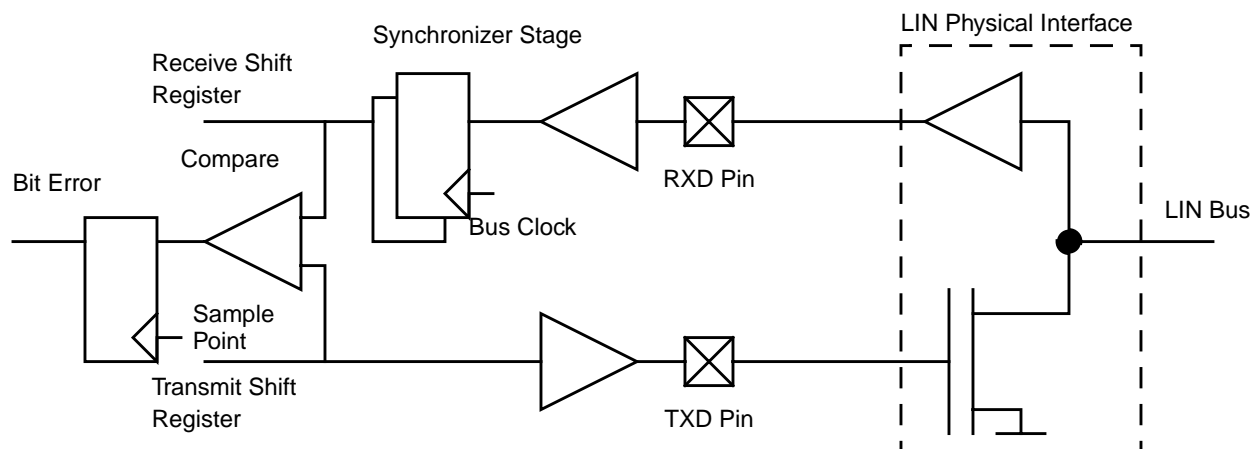 LIN Physical Interface
Synchronizer Stage
Receive Shift
Register
Compare
RXD Pin
Bit Error
Bus Clock
LIN Bus
Sample
Point
Transmit Shift
Register
TXD Pin